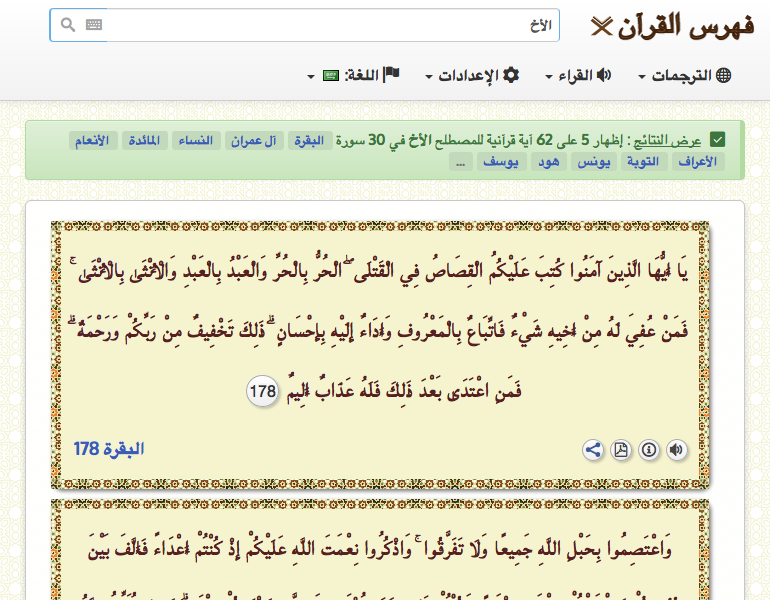 فهرس القرآن
الأخ
الترجمات القراء الإعدادات اللغة:
عرض النتائج : إظهار 5 على 62 آية قرآنية للمصطلح الأخ في 30 سورة البقرة آل عمران النساء المائدة الأنعام
الأعراف التوبة يونس هود يوسف ...
يَا أَيُّهَا الَّذِينَ آمَنُوا كُتِبَ عَلَيْكُمُ الْقِصَاصُ فِي الْقَتْلَى ۖ الْحُرُّ بِالْحُرِّ وَالْعَبْدُ بِالْعَبْدِ وَالْأُنْثَىٰ بِالْأُنْثَىٰ ۚ
فَمَنْ عُفِيَ لَهُ مِنْ أَخِيهِ شَيْءٌ فَاتِّبَاعٌ بِالْمَعْرُوفِ وَأَدَاءٌ إِلَيْهِ بِإِحْسَانٍ ۗ ذَٰلِكَ تَخْفِيفٌ مِنْ رَبِّكُمْ وَرَحْمَةٌ ۗ
فَمَنِ اعْتَدَى بَعْدَ ذَٰلِكَ فَلَهُ عَذَابٌ أَلِيمٌ 178
البقرة 178
وَاعْتَصِمُوا بِحَبْلِ اللَّهِ جَمِيعًا وَلَا تَفَرَّقُوا ۚ وَاذْكُرُوا نِعْمَتَ اللَّهِ عَلَيْكُمْ إِذْ كُنْتُمْ أَعْدَاءً فَأَلَّفَ بَيْنَ